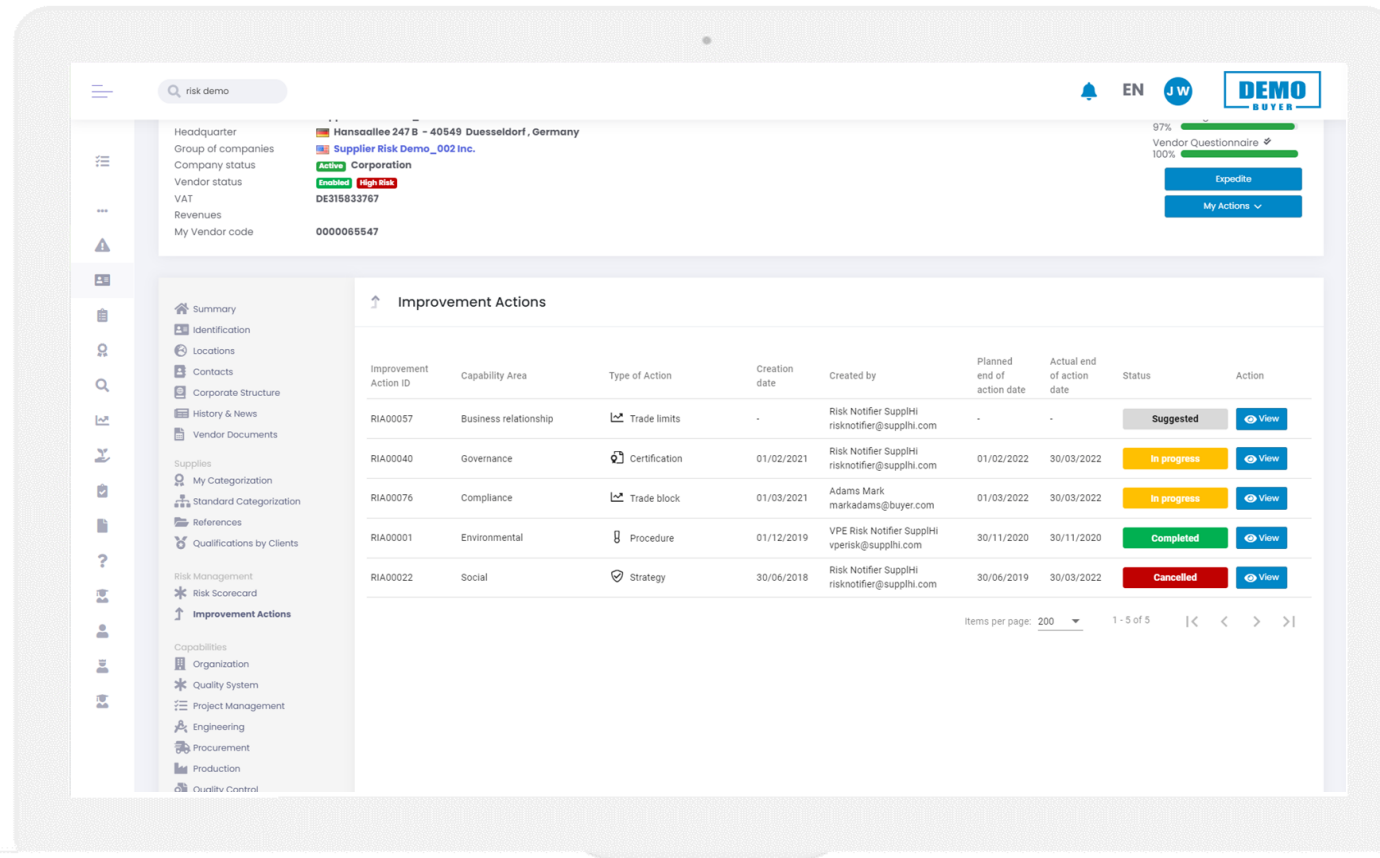 risk demo
EN
J W
DEMO
BUYER
Headquarter Hansaallee 247 B - 40549 Duesseldorf , Germany
Group of companies Supplier Risk Demo_002 Inc.
Company status Active Corporation
Vendor status Enabled High Risk
VAT DE315833767
Revenues
My Vendor code 0000065547
97%
Vendor Questionnaire
100%
Expedite
My Actions
Summary
Identification
Locations
Contacts
Corporate Structure
History & News
Vendor Documents
Supplies
My Categorization
Standard Categorization
References
Qualifications by Clients
Risk Management
Risk Scorecard
Improvement Actions
Capabilities
Organization
Quality System
Project Management
Engineering
Procurement
Production
Quality Control
Improvement Actions
Improvement Action ID Capability Area Type of Action Creation date Created by Planned end of action date Actual end of action date Status Action
RIA00057 Business relationship Trade limits - Risk Notifier SupplHi risknotifier@supplhi.com - - Suggested View
RIA00040 Governance Certification 01/02/2021 Risk Notifier SupplHi risknotifier@supplhi.com 01/02/2022 30/03/2022 In progress View
RIA00076 Compliance Trade block 01/03/2021 Adams Mark markadams@buyer.com 01/03/2022 30/03/2022 In progress View
RIA00001 Environmental Procedure 01/12/2019 VPE Risk Notifier SupplHi vperisk@supplhi.com 30/11/2020 30/11/2020 Completed View
RIA00022 Social Strategy 30/06/2018 Risk Notifier SupplHi risknotifier@supplhi.com 30/06/2019 30/03/2022 Cancelled View
Items per page: 200 1 - 5 of 5